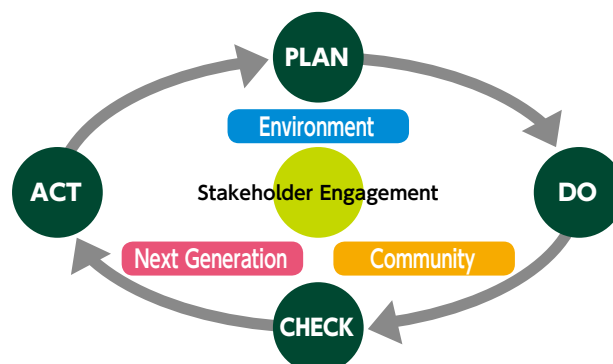 PLAN
Environment
ACT
Stakeholder Engagement
DO
Next Generation
Community
CHECK